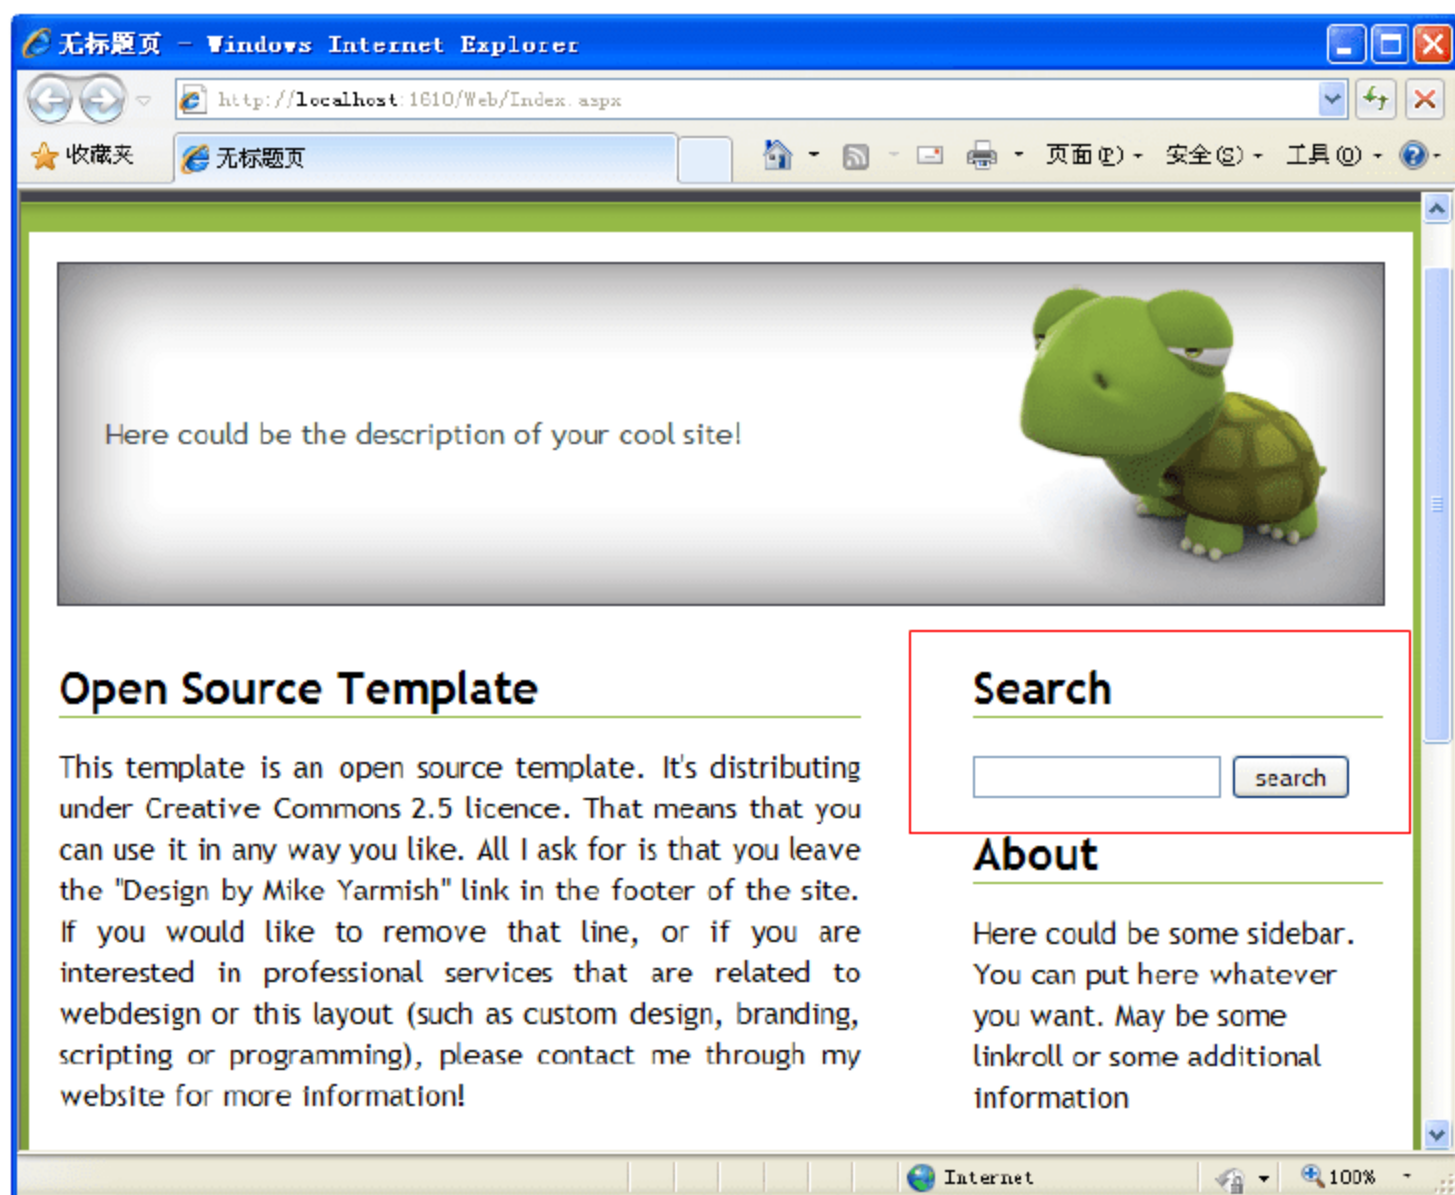 无标题页 - Windows Internet Explorer
http://localhost:1610/Web/Index.aspx
收藏夹
无标题页
页面(P)
安全(S)
工具(O)
Here could be the description of your cool site!
Open Source Template
This template is an open source template. It's distributing
under Creative Commons 2.5 licence. That means that you
can use it in any way you like. All I ask for is that you leave
the "Design by Mike Yarmish" link in the footer of the site.
If you would like to remove that line, or if you are
interested in professional services that are related to
webdesign or this layout (such as custom design, branding,
scripting or programming), please contact me through my
website for more information!
Search
search
About
Here could be some sidebar.
You can put here whatever
you want. May be some
linkroll or some additional
information
Internet
100%